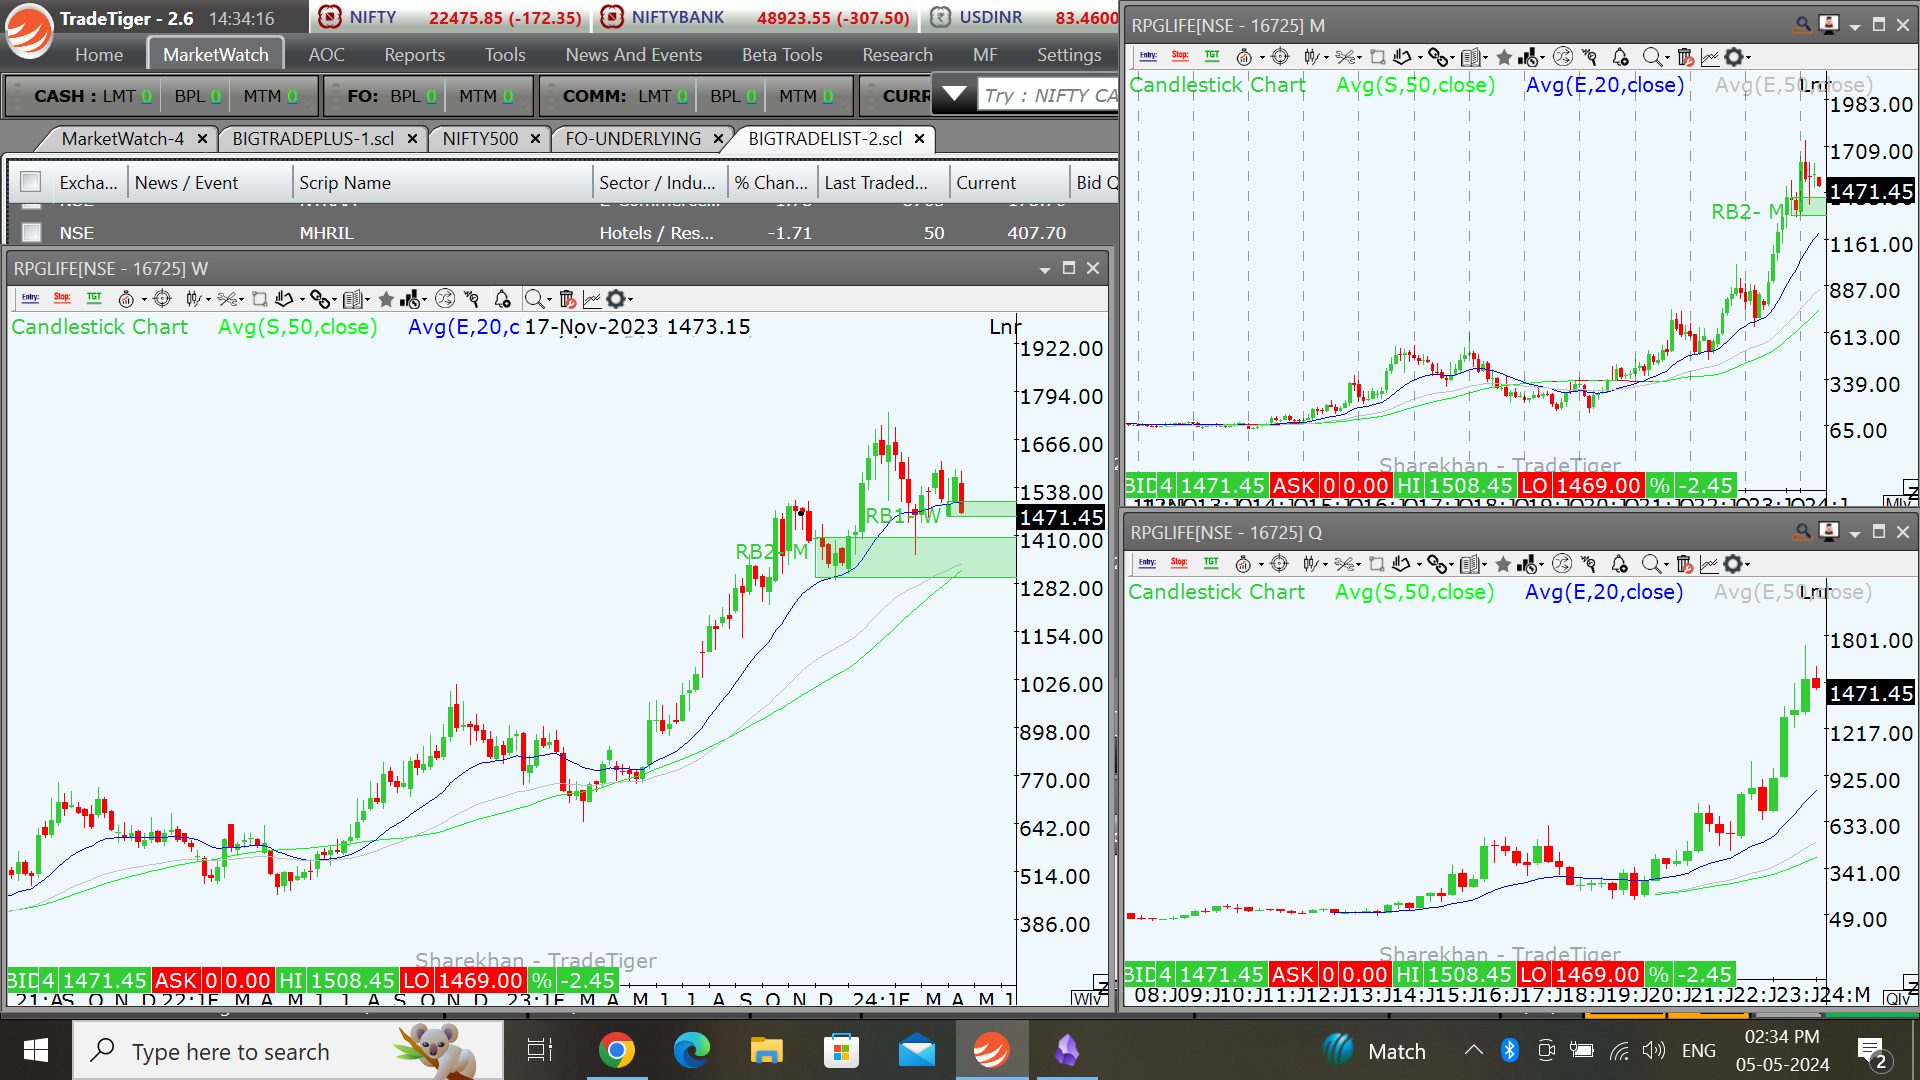 TradeTiger - 2.6 14:34:16 NIFTY 22475.85 (-172.35) NIFTYBANK 48923.55 (-307.50) USDINR 83.4600
Home MarketWatch AOC Reports Tools News And Events Beta Tools Research MF Settings
CASH : LMT 0 BPL 0 MTM 0 FO: BPL 0 MTM 0 COMM: LMT 0 BPL 0 MTM 0 CURR Try : NIFTY CA
MarketWatch-4 BIGTRADEPLUS-1.scl NIFTY500 FO-UNDERLYING BIGTRADELIST-2.scl
Excha... News / Event Scrip Name Sector / Indu... % Chan... Last Traded... Current Bid Q
NSE MHRIL Hotels / Res... -1.71 50 407.70
RPGLIFE[NSE - 16725] W
Entry: Stop: TGT
Candlestick Chart Avg(S,50,close) Avg(E,20,c 17-Nov-2023 1473.15 Lnr
1922.00
1794.00
1666.00
1538.00
RB1- W 1471.45
1410.00
RB2- M
1282.00
1154.00
1026.00
898.00
770.00
642.00
514.00
386.00
Sharekhan - TradeTiger
BID 4 1471.45 ASK 0 0.00 HI 1508.45 LO 1469.00 % -2.45
RPGLIFE[NSE - 16725] M
Entry: Stop: TGT
Candlestick Chart Avg(S,50,close) Avg(E,20,close) Avg(E,50,close)
1983.00
1709.00
1471.45
RB2- M
1161.00
887.00
613.00
339.00
65.00
Sharekhan - TradeTiger
BID 4 1471.45 ASK 0 0.00 HI 1508.45 LO 1469.00 % -2.45
RPGLIFE[NSE - 16725] Q
Entry: Stop: TGT
Candlestick Chart Avg(S,50,close) Avg(E,20,close) Avg(E,50,close)
1801.00
1471.45
1217.00
925.00
633.00
341.00
49.00
Sharekhan - TradeTiger
BID 4 1471.45 ASK 0 0.00 HI 1508.45 LO 1469.00 % -2.45
08:J09:J10:J11:J12:J13:J14:J15:J16:J17:J18:J19:J20:J21:J22:J23:J24:M
Type here to search Match ENG 02:34 PM
05-05-2024 2